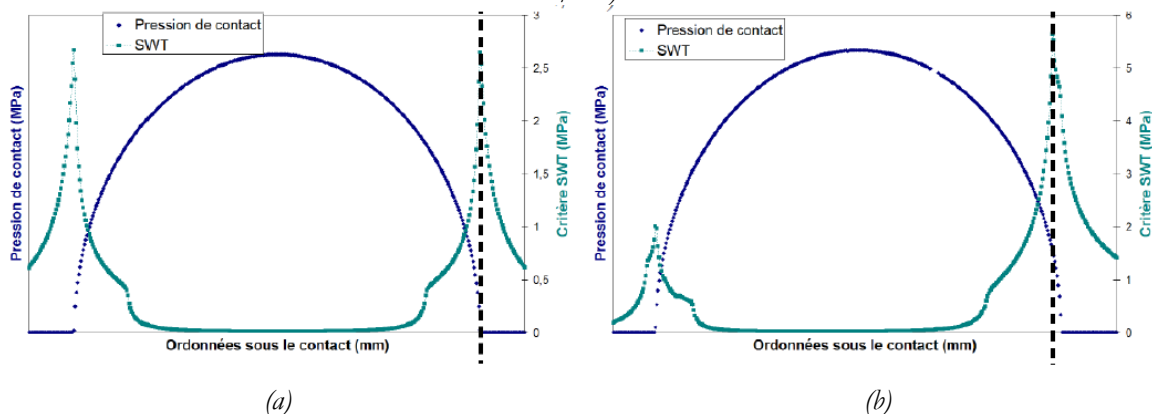 Pression de contact
SWT
Pression de contact (MPa)
3
2,5
2
1,5
1
0,5
0
Critère SWT (MPa)
Ordonnées sous le contact (mm)
(a)
Pression de contact
SWT
Pression de contact (MPa)
6
5
4
3
2
1
0
Critère SWT (MPa)
Ordonnées sous le contact (mm)
(b)